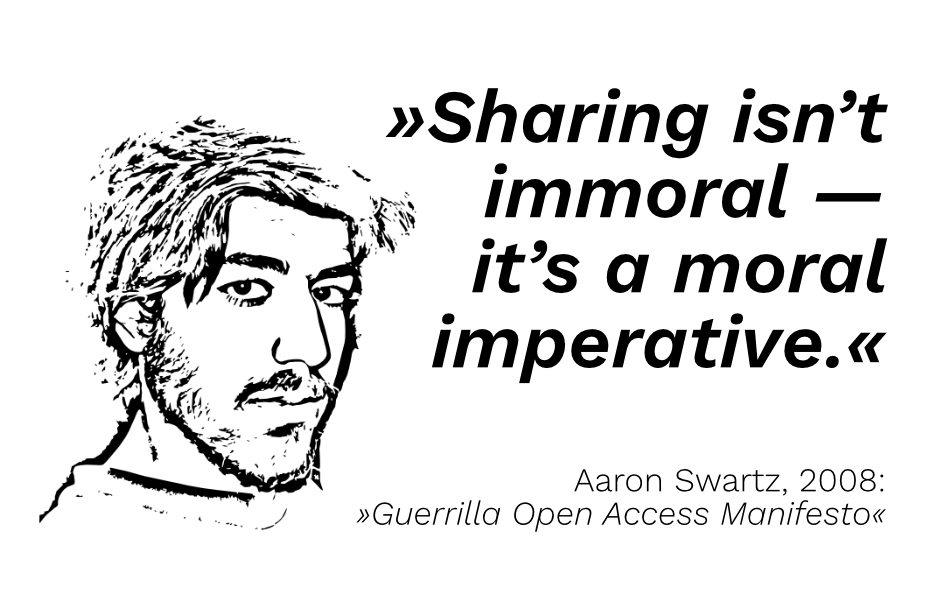 »Sharing isn’t
immoral —
it’s a moral
imperative.«
Aaron Swartz, 2008:
»Guerrilla Open Access Manifesto«